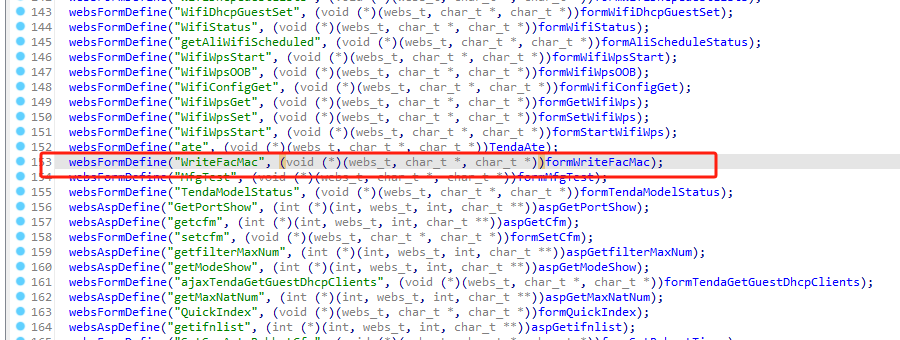 143 websFormDefine("WifiDhcpGuestSet", (void (*)(webs_t, char_t *, char_t *))formWifiDhcpGuestSet);
144 websFormDefine("WifiStatus", (void (*)(webs_t, char_t *, char_t *))formWifiStatus);
145 websFormDefine("getAliWifiScheduled", (void (*)(webs_t, char_t *, char_t *))formAliScheduleStatus);
146 websFormDefine("WifiWpsStart", (void (*)(webs_t, char_t *, char_t *))formWifiWpsStart);
147 websFormDefine("WifiWpsOOB", (void (*)(webs_t, char_t *, char_t *))formWifiWpsOOB);
148 websFormDefine("WifiConfigGet", (void (*)(webs_t, char_t *, char_t *))formWifiConfigGet);
149 websFormDefine("WifiWpsGet", (void (*)(webs_t, char_t *, char_t *))formGetWifiWps);
150 websFormDefine("WifiWpsSet", (void (*)(webs_t, char_t *, char_t *))formSetWifiWps);
151 websFormDefine("WifiWpsStart", (void (*)(webs_t, char_t *, char_t *))formStartWifiWps);
152 websFormDefine("ate", (void (*)(webs_t, char_t *, char_t *))TendaAte);
153 websFormDefine("WriteFacMac", (void (*)(webs_t, char_t *, char_t *))formWriteFacMac);
154 websFormDefine("MfgTest", (void (*)(webs_t, char_t *, char_t *))formMfgTest);
155 websFormDefine("TendaModelStatus", (void (*)(webs_t, char_t *, char_t *))formTendaModelStatus);
156 websAspDefine("GetPortShow", (int (*)(int, webs_t, int, char_t **))aspGetPortShow);
157 websAspDefine("getcfm", (int (*)(int, webs_t, int, char_t **))aspGetCfm);
158 websFormDefine("setcfm", (void (*)(webs_t, char_t *, char_t *))formSetCfm);
159 websAspDefine("getfilterMaxNum", (int (*)(int, webs_t, int, char_t **))aspGetfilterMaxNum);
160 websAspDefine("getModeShow", (int (*)(int, webs_t, int, char_t **))aspGetModeShow);
161 websFormDefine("ajaxTendaGetGuestDhcpClients", (void (*)(webs_t, char_t *, char_t *))formTendaGetGuestDhcpClients);
162 websAspDefine("getMaxNatNum", (int (*)(int, webs_t, int, char_t **))aspGetMaxNatNum);
163 websFormDefine("QuickIndex", (void (*)(webs_t, char_t *, char_t *))formQuickIndex);
164 websAspDefine("getifnlist", (int (*)(int, webs_t, int, char_t **))aspGetifnlist);